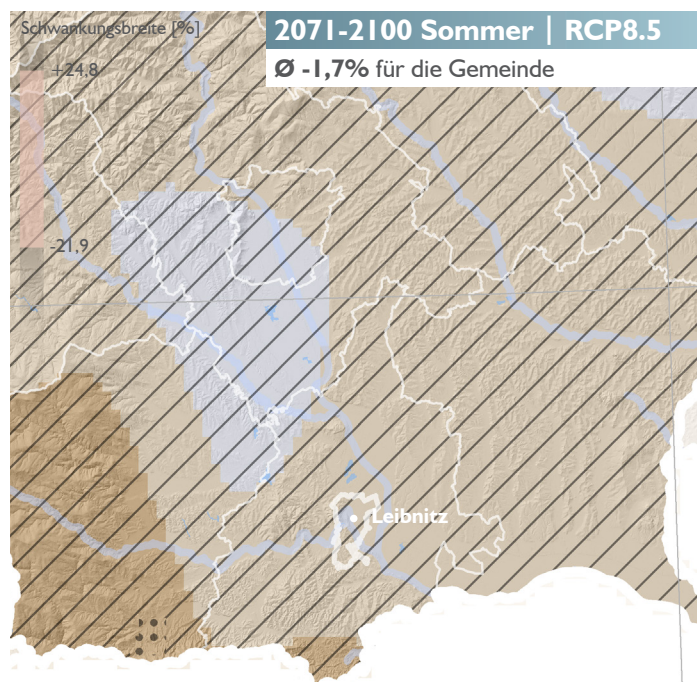 Schwankungsbreite [%]
2071-2100 Sommer | RCP8.5
Ø -1,7% für die Gemeinde
+24,8
-21,9
Leibnitz